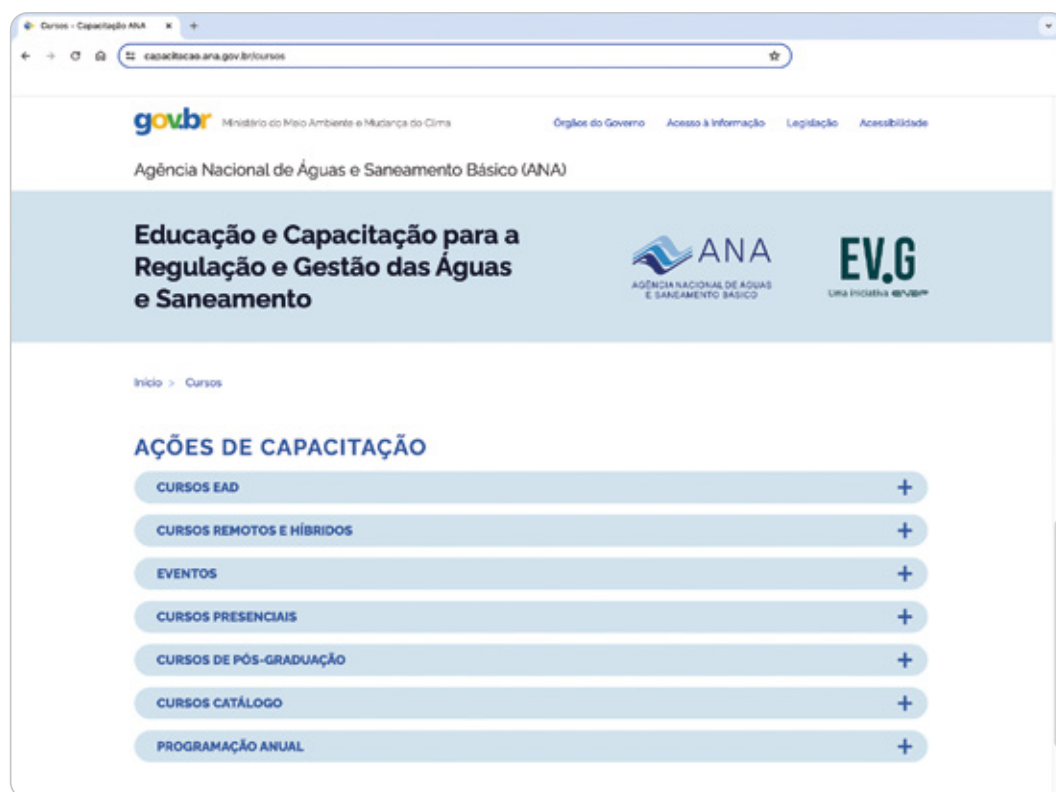 Cursos - Capacitação ANA
capacitacao.ana.gov.br/cursos
gov.br Ministério do Meio Ambiente e Mudança do Clima Órgãos do Governo Acesso à Informação Legislação Acessibilidade
Agência Nacional de Águas e Saneamento Básico (ANA)
Educação e Capacitação para a
Regulação e Gestão das Águas
e Saneamento
ANA
AGÊNCIA NACIONAL DE ÁGUAS
E SANEAMENTO BÁSICO
EV.G
Uma iniciativa enap
Início > Cursos
AÇÕES DE CAPACITAÇÃO
CURSOS EAD
CURSOS REMOTOS E HÍBRIDOS
EVENTOS
CURSOS PRESENCIAIS
CURSOS DE PÓS-GRADUAÇÃO
CURSOS CATÁLOGO
PROGRAMAÇÃO ANUAL